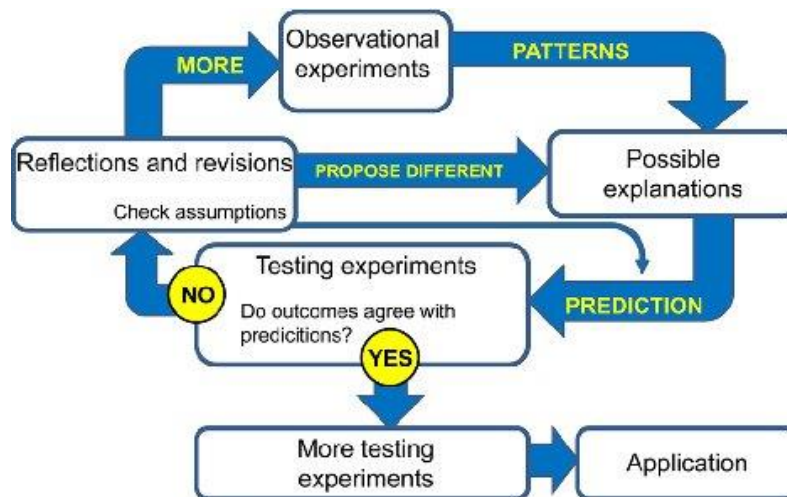 Observational
experiments
MORE
PATTERNS
Reflections and revisions
Check assumptions
PROPOSE DIFFERENT
Possible
explanations
Testing experiments
NO
Do outcomes agree with
predicitions?
YES
PREDICTION
More testing
experiments
Application